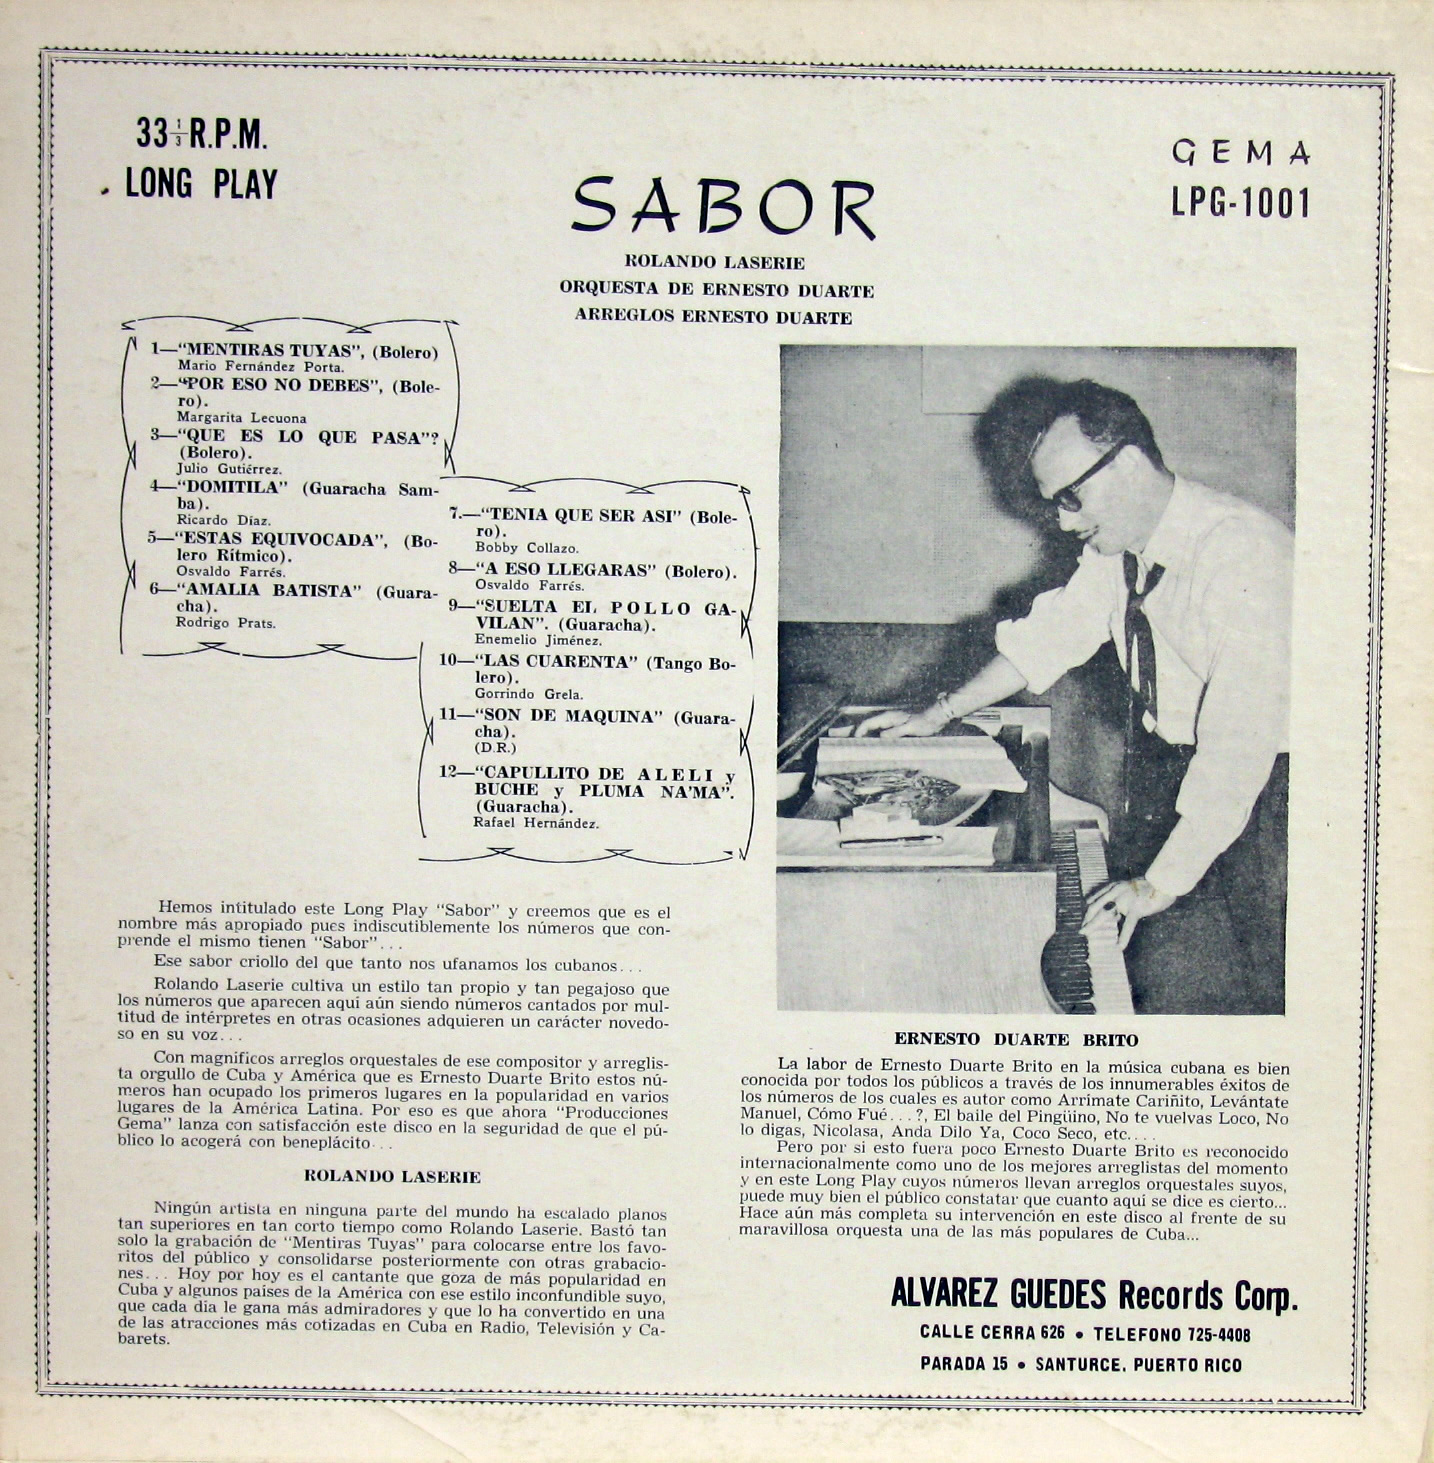 33 1/3 R.P.M.
LONG PLAY
GEMA
LPG-1001
SABOR
ROLANDO LASERIE
ORQUESTA DE ERNESTO DUARTE
ARREGLOS ERNESTO DUARTE
1—“MENTIRAS TUYAS”, (Bolero)
Mario Fernández Porta.
2—“POR ESO NO DEBES”, (Bole-
ro).
Margarita Lecuona
3—“QUE ES LO QUE PASA”?
(Bolero).
Julio Gutiérrez.
4—“DOMITILA” (Guaracha Sam-
ba).
Ricardo Díaz.
5—“ESTAS EQUIVOCADA”, (Bo-
lero Rítmico).
Osvaldo Farrés.
6—“AMALIA BATISTA” (Guara-
cha).
Rodrigo Prats.
7.—“TENIA QUE SER ASI” (Bole-
ro).
Bobby Collazo.
8—“A ESO LLEGARAS” (Bolero).
Osvaldo Farrés.
9—“SUELTA EL POLLO GA-
VILAN”. (Guaracha).
Enemelio Jiménez.
10—“LAS CUARENTA” (Tango Bo-
lero).
Gorrindo Grela.
11—“SON DE MAQUINA” (Guara-
cha).
(D.R.)
12—“CAPULLITO DE ALELI y
BUCHE y PLUMA NA’MA”.
(Guaracha).
Rafael Hernández.
Hemos intitulado este Long Play “Sabor” y creemos que es el
nombre más apropiado pues indiscutiblemente los números que com-
prende el mismo tienen “Sabor”...
Ese sabor criollo del que tanto nos ufanamos los cubanos...
Rolando Laserie cultiva un estilo tan propio y tan pegajoso que
los números que aparecen aquí aún siendo números cantados por mul-
titud de intérpretes en otras ocasiones adquieren un carácter novedo-
so en su voz...
Con magníficos arreglos orquestales de ese compositor y arreglis-
ta orgullo de Cuba y América que es Ernesto Duarte Brito estos nú-
meros han ocupado los primeros lugares en la popularidad en varios
lugares de la América Latina. Por eso es que ahora “Producciones
Gema” lanza con satisfacción este disco en la seguridad de que el pú-
blico lo acogerá con beneplácito...
ROLANDO LASERIE
Ningún artista en ninguna parte del mundo ha escalado planos
tan superiores en tan corto tiempo como Rolando Laserie. Bastó tan
solo la grabación de “Mentiras Tuyas” para colocarse entre los favo-
ritos del público y consolidarse posteriormente con otras grabacio-
nes... Hoy por hoy es el cantante que goza de más popularidad en
Cuba y algunos países de la América con ese estilo inconfundible suyo,
que cada día le gana más admiradores y que lo ha convertido en una
de las atracciones más cotizadas en Cuba en Radio, Televisión y Ca-
barets.
ERNESTO DUARTE BRITO
La labor de Ernesto Duarte Brito en la música cubana es bien
conocida por todos los públicos a través de los innumerables éxitos de
los números de los cuales es autor como Arrímate Cariñito, Levántate
Manuel, Cómo Fué...?, El baile del Pingüino, No te vuelvas Loco, No
lo digas, Nicolasa, Anda Dilo Ya, Coco Seco, etc....
Pero por si esto fuera poco Ernesto Duarte Brito es reconocido
internacionalmente como uno de los mejores arreglistas del momento
y en este Long Play cuyos números llevan arreglos orquestales suyos,
puede muy bien el público constatar que cuanto aquí se dice es cierto...
Hace aún más completa su intervención en este disco al frente de su
maravillosa orquesta una de las más populares de Cuba...
ALVAREZ GUEDES Records Corp.
CALLE CERRA 626 • TELEFONO 725-4408
PARADA 15 • SANTURCE, PUERTO RICO